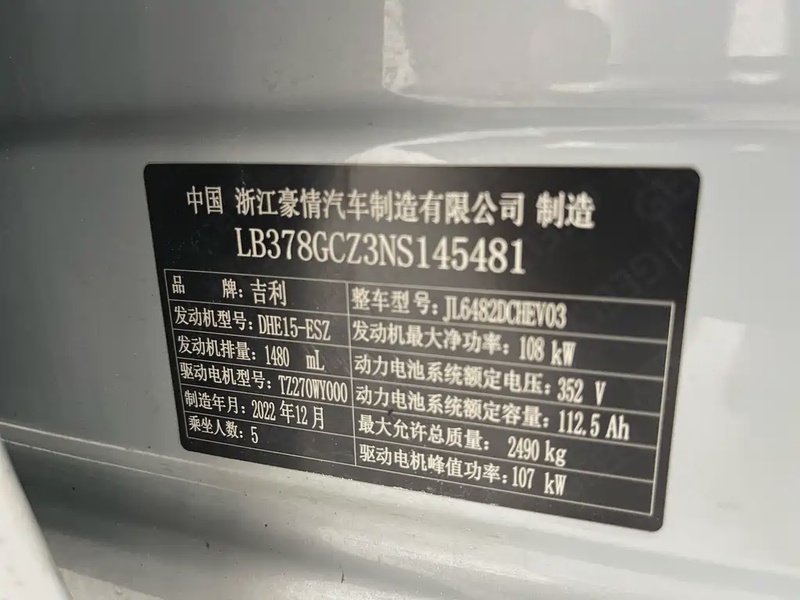 中国 浙江豪情汽车制造有限公司 制造
LB378GCZ3NS145481
品 牌:吉利 整车型号:JL6482DCHEV03
发动机型号:DHE15-ESZ 发动机最大净功率:108 kW
发动机排量:1480 mL 动力电池系统额定电压:352 V
驱动电机型号:TZ270WY000 动力电池系统额定容量:112.5 Ah
制造年月:2022 年12 月 最大允许总质量: 2490 kg
乘坐人数:5 驱动电机峰值功率:107 kW